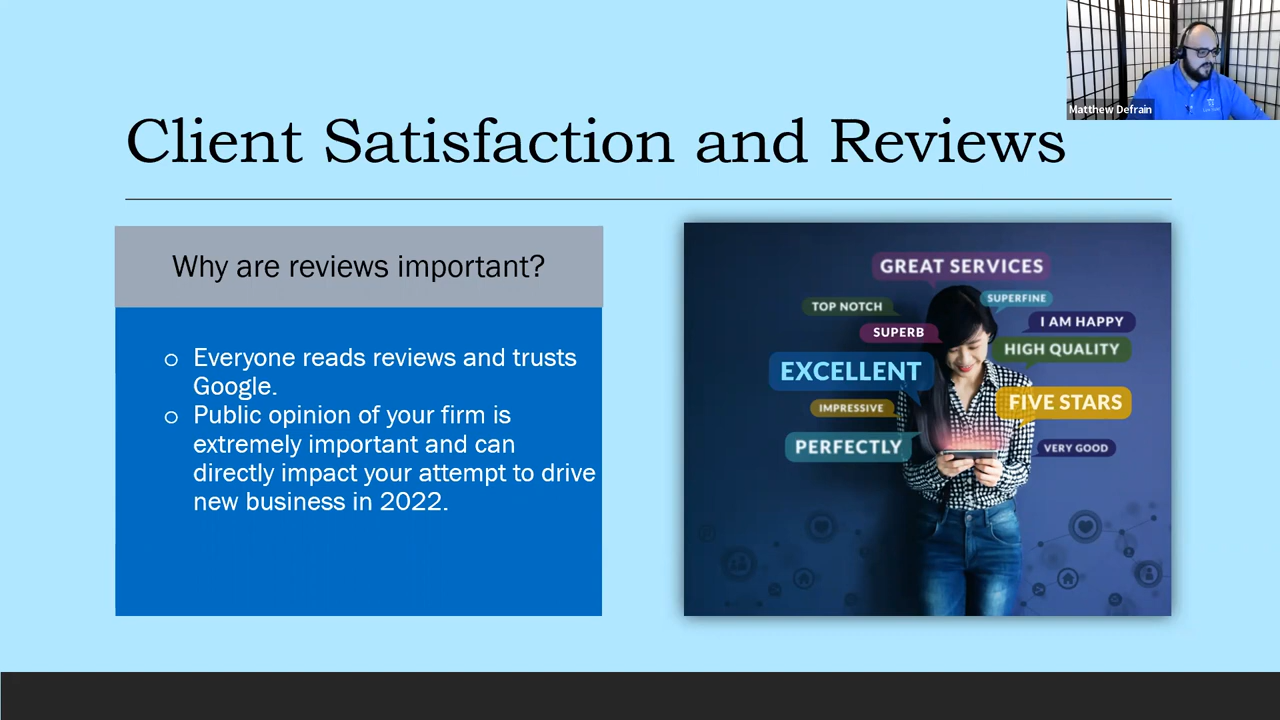 Matthew Defrain
Client Satisfaction and Reviews
Why are reviews important?
o Everyone reads reviews and trusts
Google.
o Public opinion of your firm is
extremely important and can
directly impact your attempt to drive
new business in 2022.
GREAT SERVICES
SUPERFINE
TOP NOTCH
I AM HAPPY
SUPERB
HIGH QUALITY
EXCELLENT
FIVE STARS
IMPRESSIVE
PERFECTLY
VERY GOOD